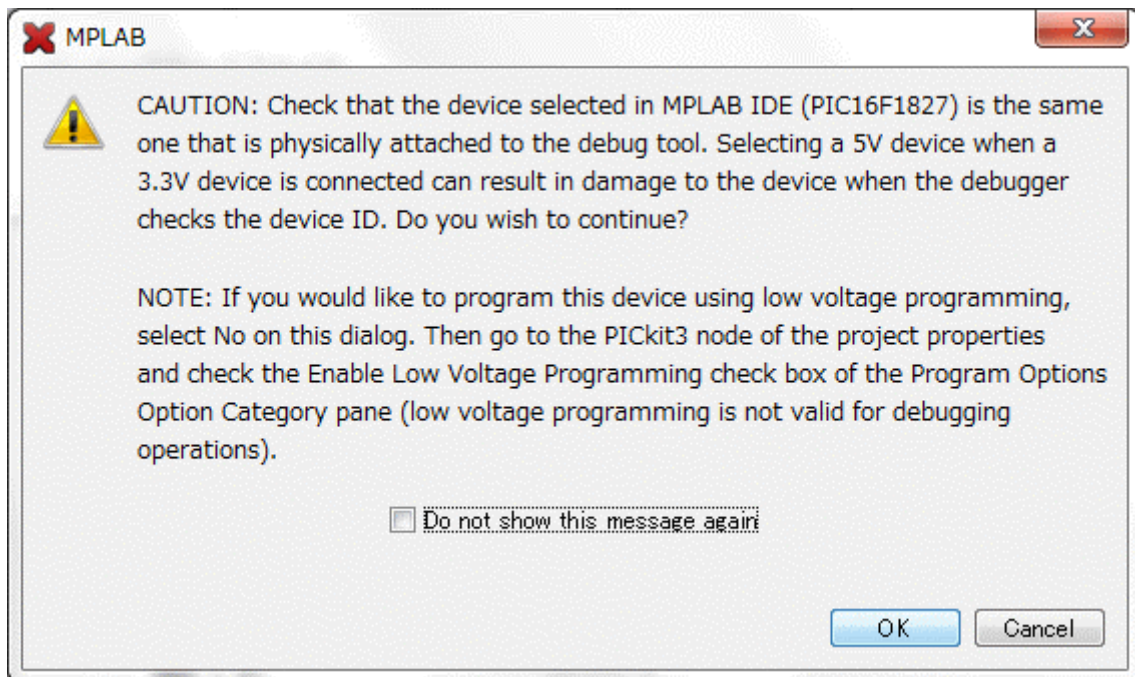 MPLAB
CAUTION: Check that the device selected in MPLAB IDE (PIC16F1827) is the same
one that is physically attached to the debug tool. Selecting a 5V device when a
3.3V device is connected can result in damage to the device when the debugger
checks the device ID. Do you wish to continue?
NOTE: If you would like to program this device using low voltage programming,
select No on this dialog. Then go to the PICkit3 node of the project properties
and check the Enable Low Voltage Programming check box of the Program Options
Option Category pane (low voltage programming is not valid for debugging
operations).
Do not show this message again
OK Cancel